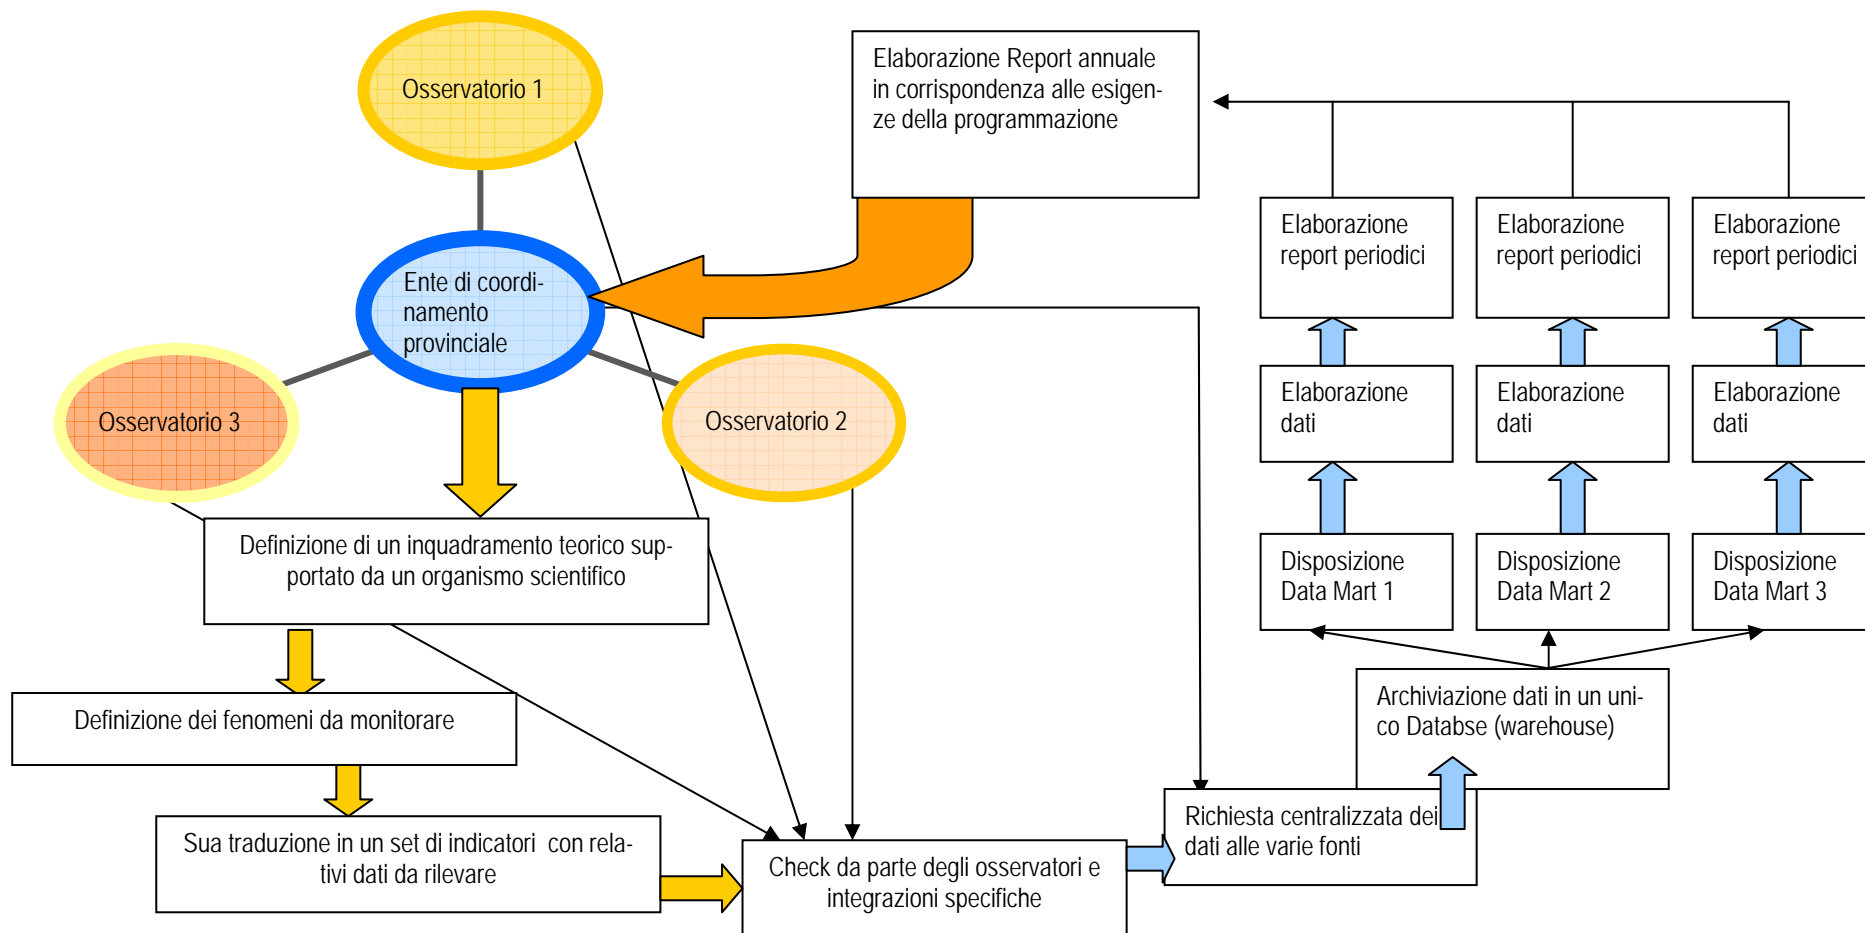 Osservatorio 1
Elaborazione Report annuale
in corrispondenza alle esigen-
ze della programmazione
Ente di coordi-
namento
provinciale
Osservatorio 3
Osservatorio 2
Definizione di un inquadramento teorico sup-
portato da un organismo scientifico
Definizione dei fenomeni da monitorare
Sua traduzione in un set di indicatori con rela-
tivi dati da rilevare
Check da parte degli osservatori e
integrazioni specifiche
Richiesta centralizzata dei
dati alle varie fonti
Archiviazione dati in un uni-
co Databse (warehouse)
Disposizione
Data Mart 1
Disposizione
Data Mart 2
Disposizione
Data Mart 3
Elaborazione
dati
Elaborazione
dati
Elaborazione
dati
Elaborazione
report periodici
Elaborazione
report periodici
Elaborazione
report periodici